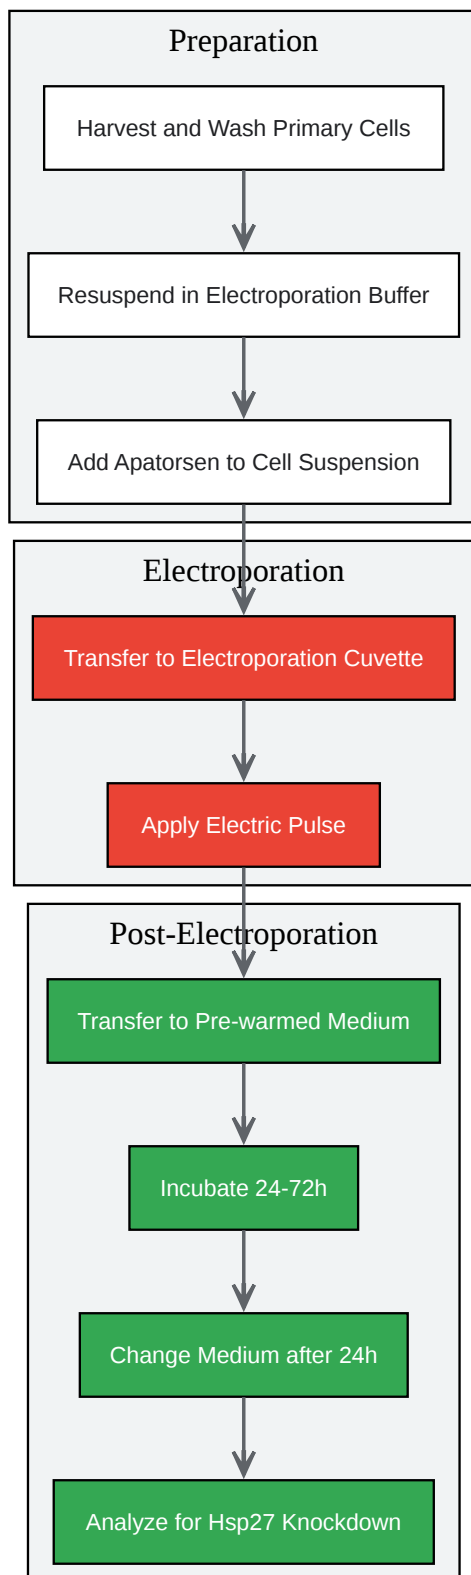 Preparation
Harvest and Wash Primary Cells
Resuspend in Electroporation Buffer
Add Apatorsen to Cell Suspension
Electroporation
Transfer to Electroporation Cuvette
Apply Electric Pulse
Post-Electroporation
Transfer to Pre-warmed Medium
Incubate 24-72h
Change Medium after 24h
Analyze for Hsp27 Knockdown